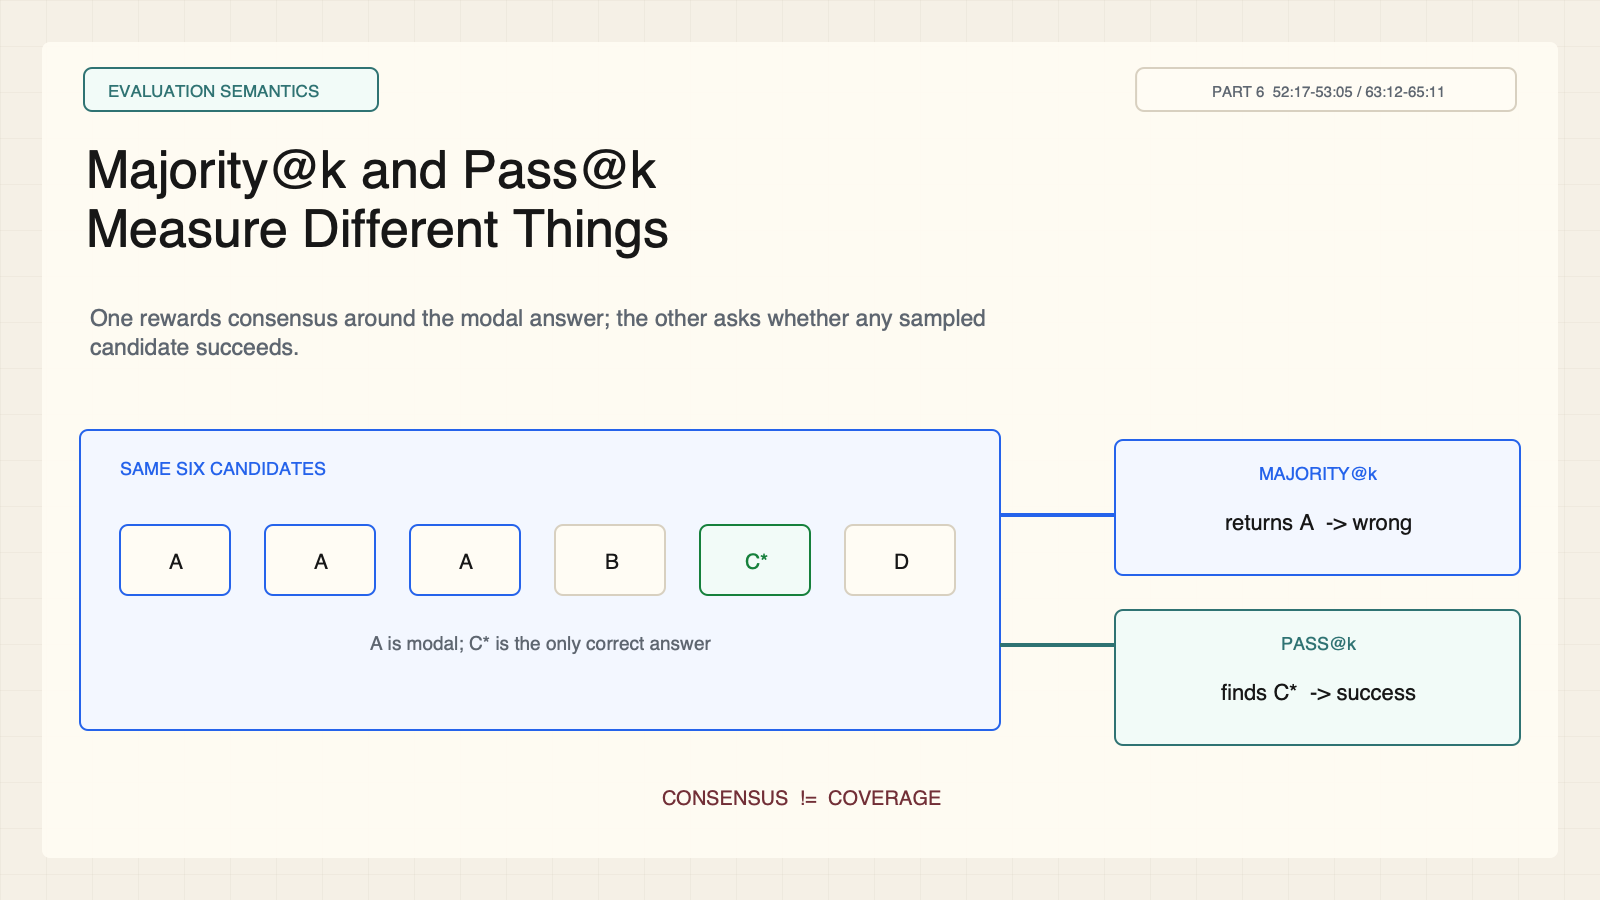 EVALUATION SEMANTICS
PART 6 52:17-53:05 / 63:12-65:11
Majority@k and Pass@k
Measure Different Things
One rewards consensus around the modal answer; the other asks whether any sampled
candidate succeeds.
SAME SIX CANDIDATES
A A A B C* D
A is modal; C* is the only correct answer
MAJORITY@k
returns A -> wrong
PASS@k
finds C* -> success
CONSENSUS != COVERAGE